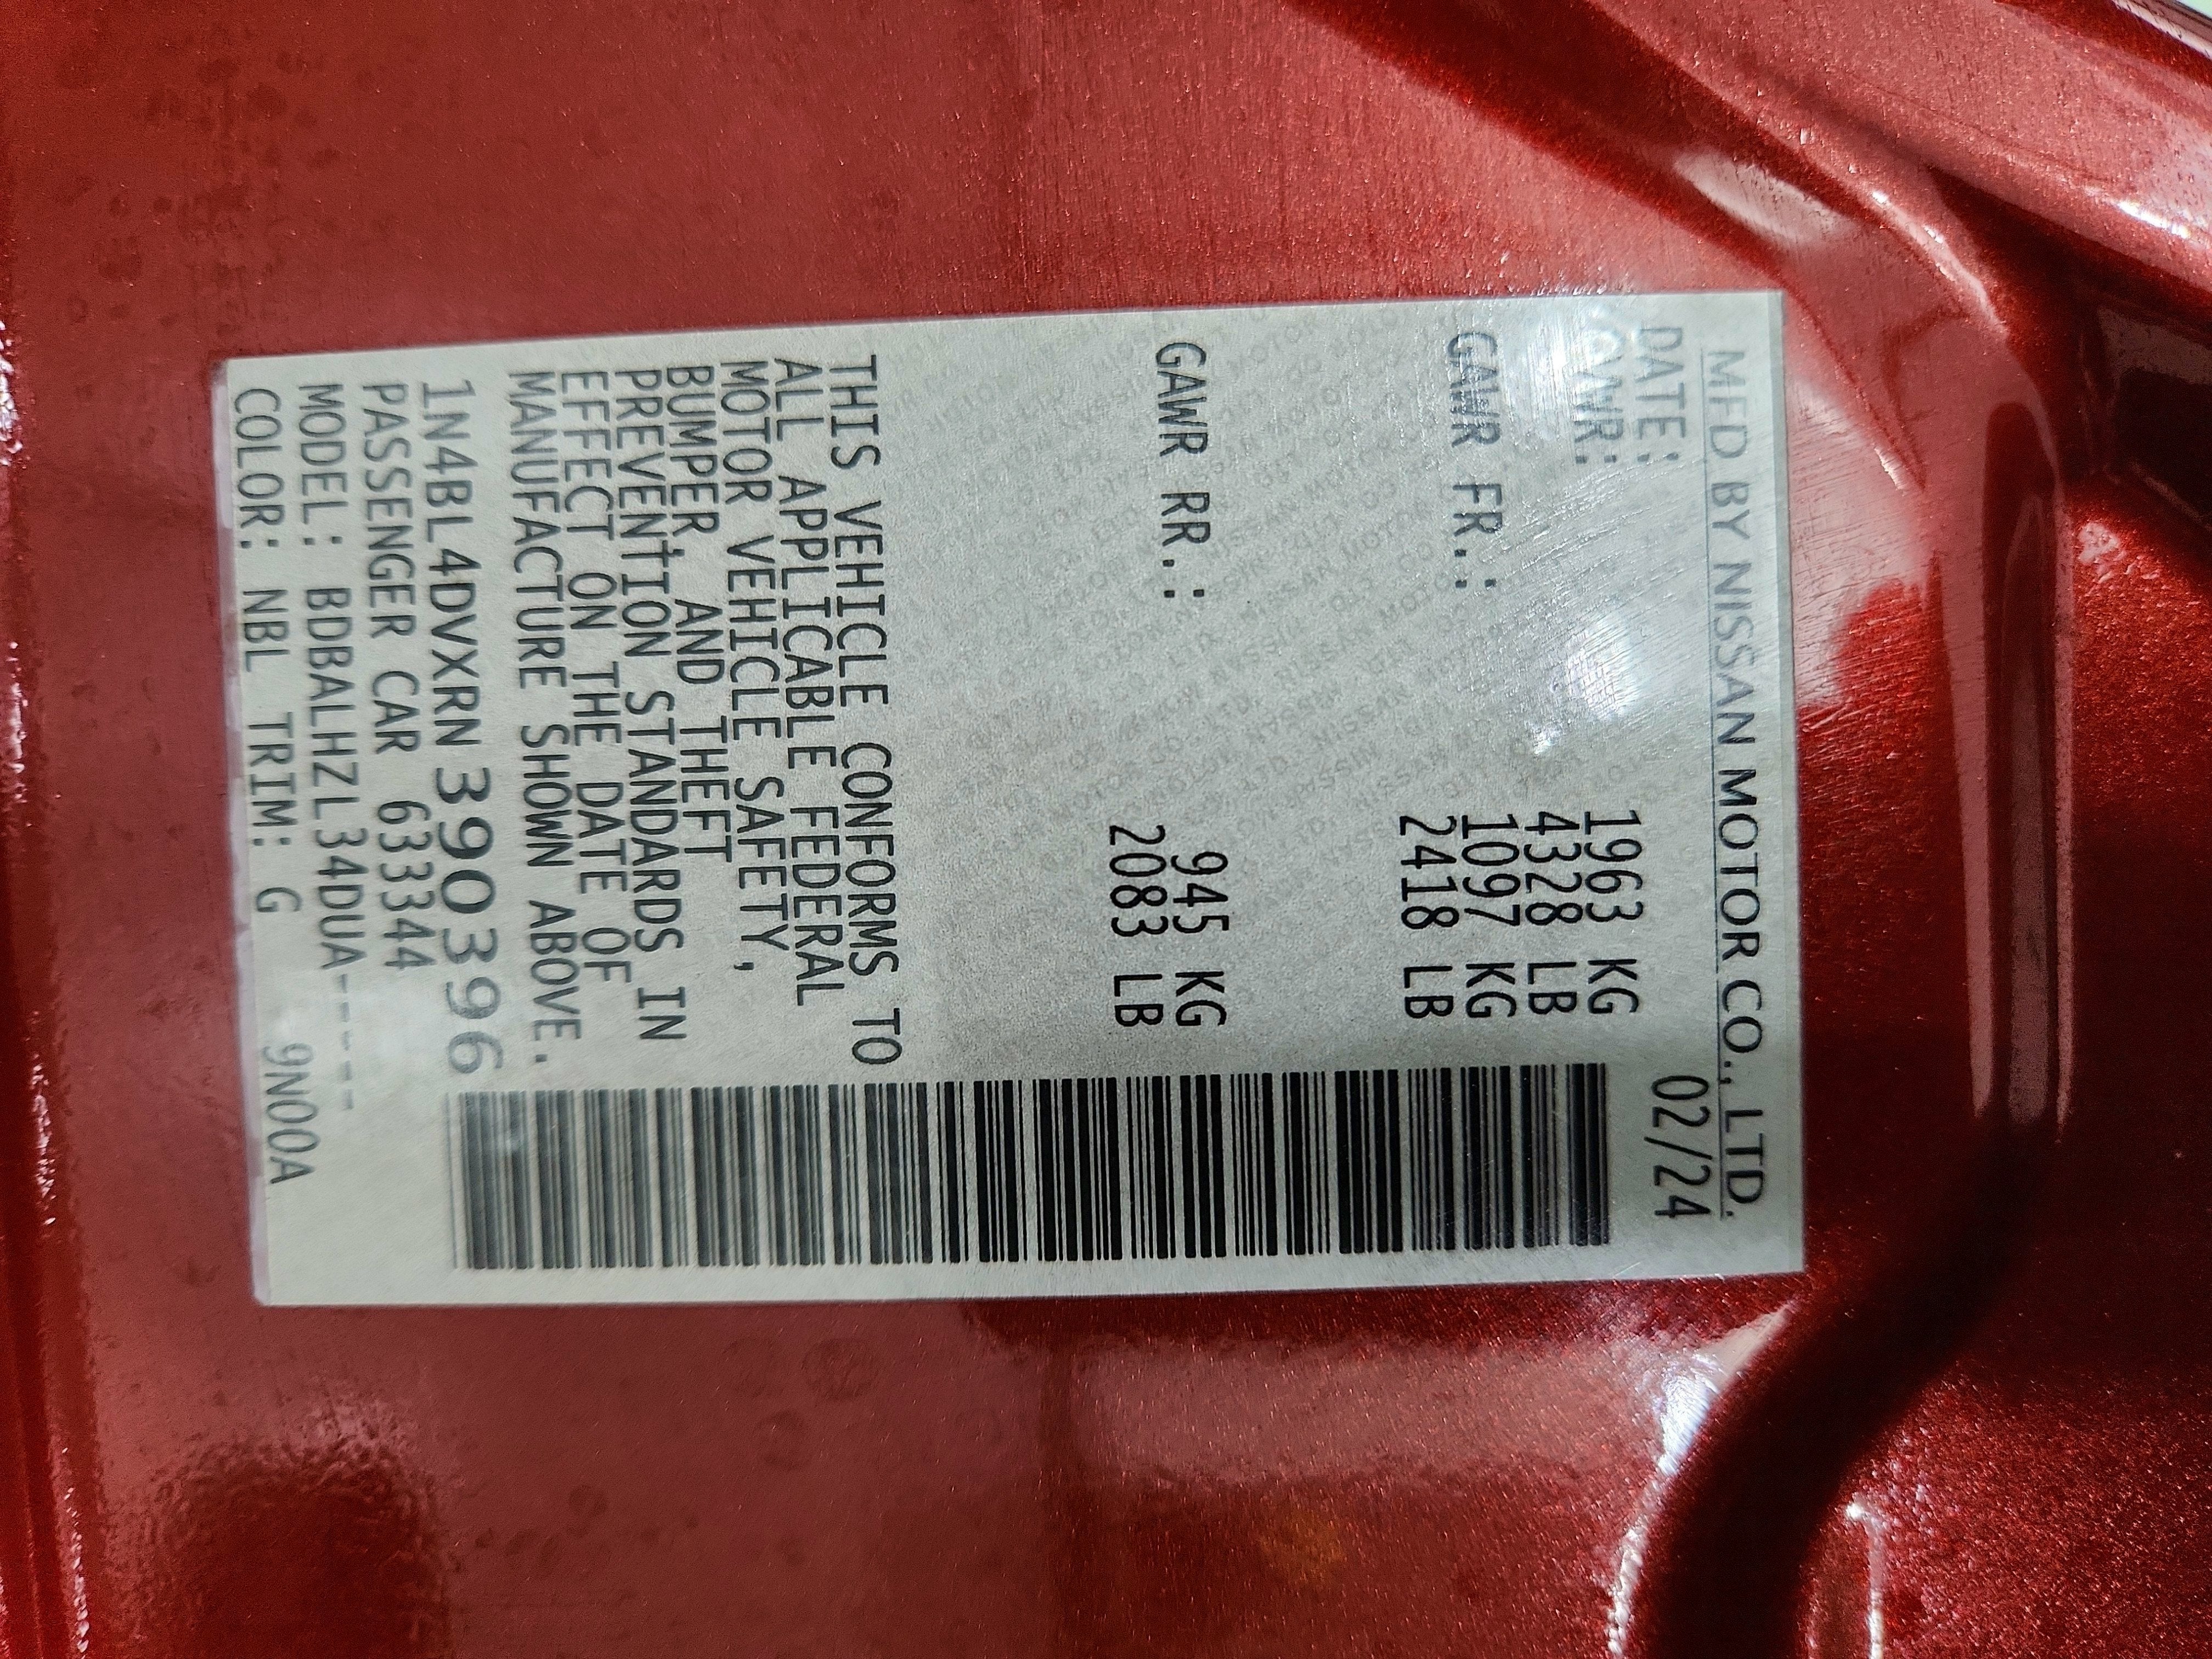 MFD BY NISSAN MOTOR CO., LTD.
DATE: 02/24
GVWR: 1963 KG
4328 LB
GAWR FR.: 1097 KG
2418 LB
GAWR RR.: 945 KG
2083 LB
THIS VEHICLE CONFORMS TO
ALL APPLICABLE FEDERAL
MOTOR VEHICLE SAFETY,
BUMPER, AND THEFT
PREVENTION STANDARDS IN
EFFECT ON THE DATE OF
MANUFACTURE SHOWN ABOVE.
1N4BL4DVXRN390396
PASSENGER CAR 633344
MODEL: BDBALHZL34DUA-----
COLOR: NBL TRIM: G 9N00A